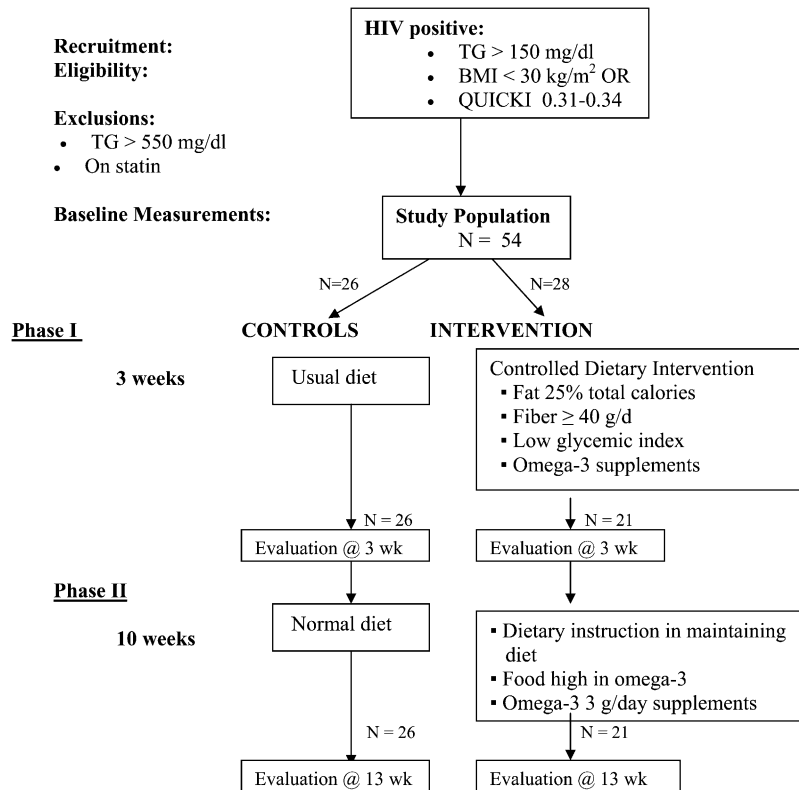 Recruitment:
Eligibility:
HIV positive:
• TG > 150 mg/dl
• BMI < 30 kg/m² OR
• QUICKI 0.31-0.34
Exclusions:
• TG > 550 mg/dl
• On statin
Baseline Measurements:
Study Population
N = 54
N=26
N=28
Phase I
CONTROLS
INTERVENTION
3 weeks
Usual diet
Controlled Dietary Intervention
▪ Fat 25% total calories
▪ Fiber ≥ 40 g/d
▪ Low glycemic index
▪ Omega-3 supplements
N = 26
N = 21
Evaluation @ 3 wk
Evaluation @ 3 wk
Phase II
10 weeks
Normal diet
▪ Dietary instruction in maintaining
diet
▪ Food high in omega-3
▪ Omega-3 3 g/day supplements
N = 26
N = 21
Evaluation @ 13 wk
Evaluation @ 13 wk